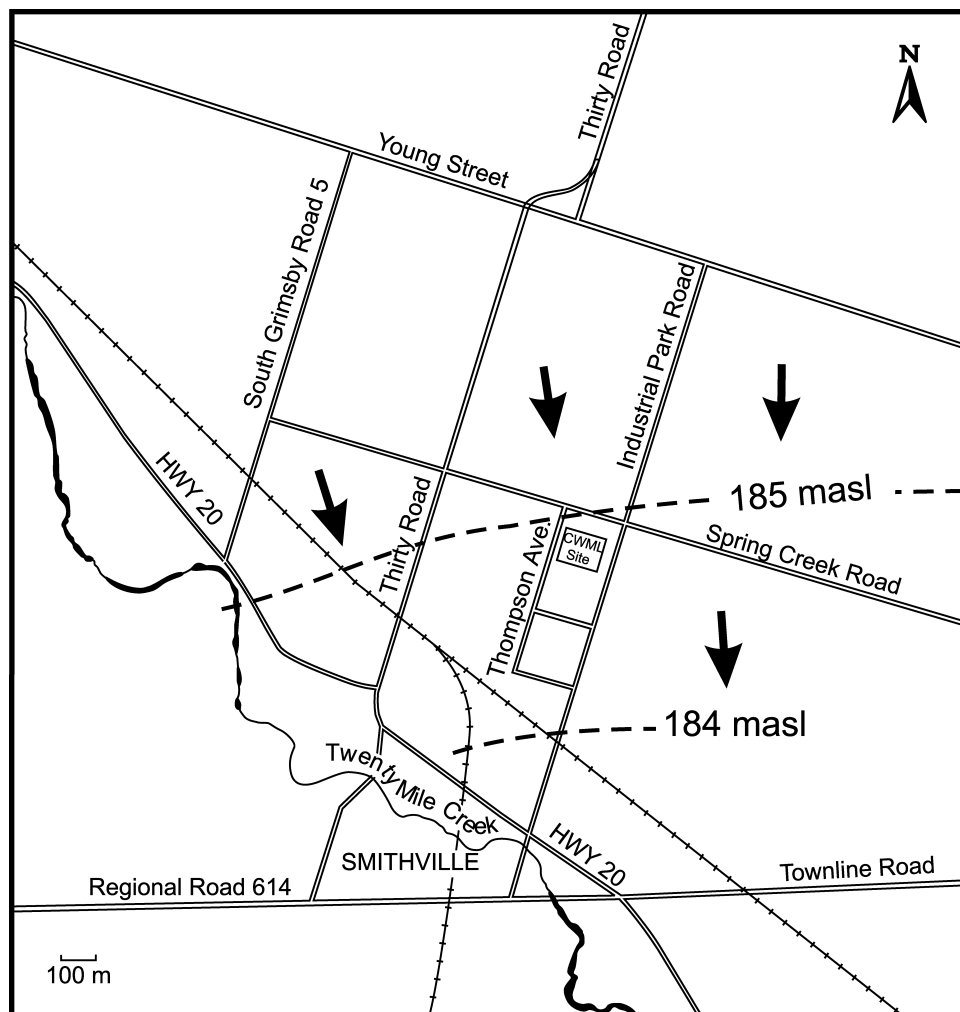 N
Thirty Road
Young Street
South Grimsby Road 5
Industrial Park Road
HWY 20
Thirty Road
185 masl
CWML
Site
Thompson Ave.
Spring Creek Road
184 masl
Twenty Mile Creek
HWY 20
SMITHVILLE
Townline Road
Regional Road 614
100 m